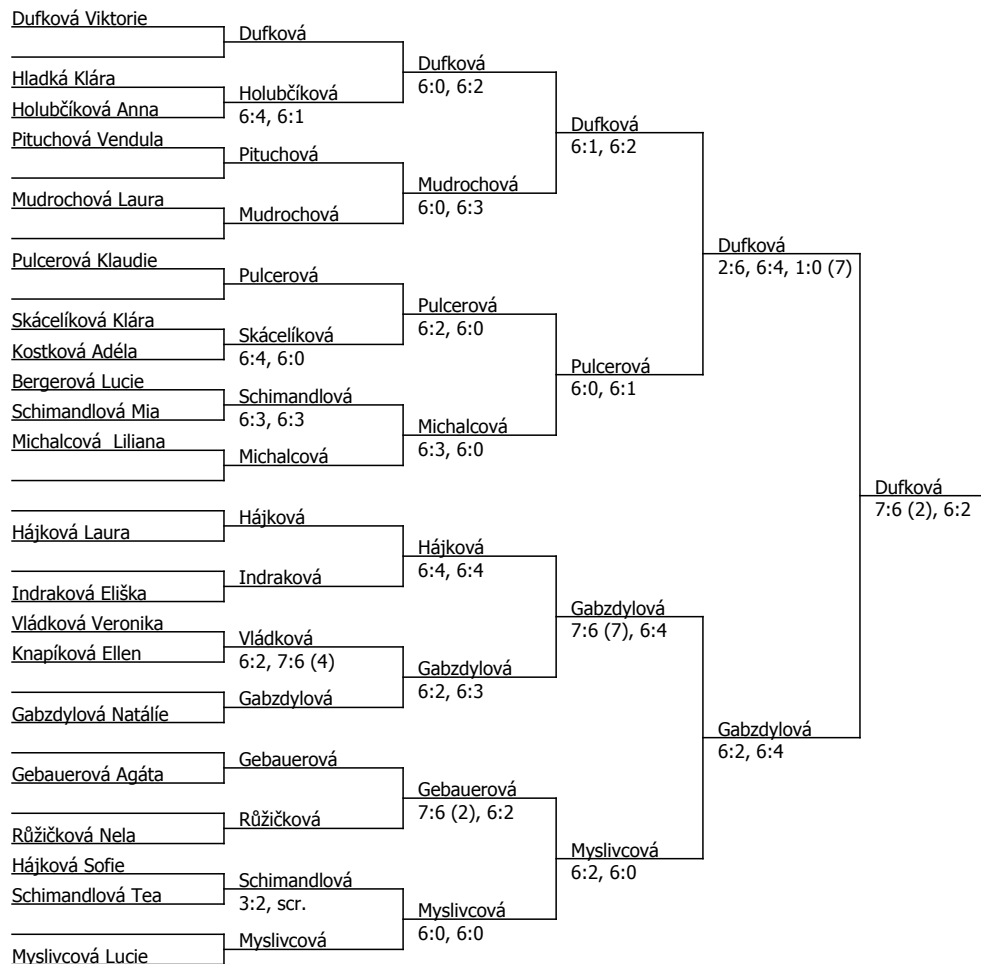 Dufková Viktorie
Hladká Klára
Holubčíková Anna
Pituchová Vendula
Mudrochová Laura
Pulcerová Klaudie
Skácelíková Klára
Kostková Adéla
Bergerová Lucie
Schimandlová Mia
Michalcová  Liliana
Hájková Laura
Indraková Eliška
Vládková Veronika
Knapíková Ellen
Gabzdylová Natálíe
Gebauerová Agáta
Růžičková Nela
Hájková Sofie
Schimandlová Tea
Myslivcová Lucie
Dufková
Holubčíková
6:4, 6:1
Pituchová
Mudrochová
Pulcerová
Skácelíková
6:4, 6:0
Schimandlová
6:3, 6:3
Michalcová
Hájková
Indraková
Vládková
6:2, 7:6 (4)
Gabzdylová
Gebauerová
Růžičková
Schimandlová
3:2, scr.
Myslivcová
Dufková
6:0, 6:2
Mudrochová
6:0, 6:3
Pulcerová
6:2, 6:0
Michalcová
6:3, 6:0
Hájková
6:4, 6:4
Gabzdylová
6:2, 6:3
Gebauerová
7:6 (2), 6:2
Myslivcová
6:0, 6:0
Dufková
6:1, 6:2
Pulcerová
6:0, 6:1
Gabzdylová
7:6 (7), 6:4
Myslivcová
6:2, 6:0
Dufková
2:6, 6:4, 1:0 (7)
Gabzdylová
6:2, 6:4
Dufková
7:6 (2), 6:2